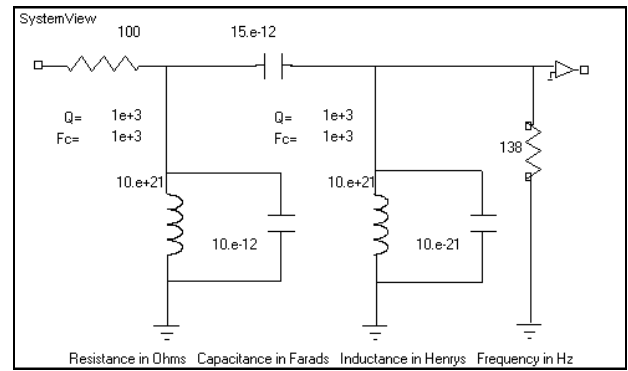 SystemView
100 15.e-12
Q= 1e+3 Q= 1e+3
Fc= 1e+3 Fc= 1e+3
138
10.e+21 10.e+21
10.e-12 10.e-21
Resistance in Ohms Capacitance in Farads Inductance in Henrys Frequency in Hz